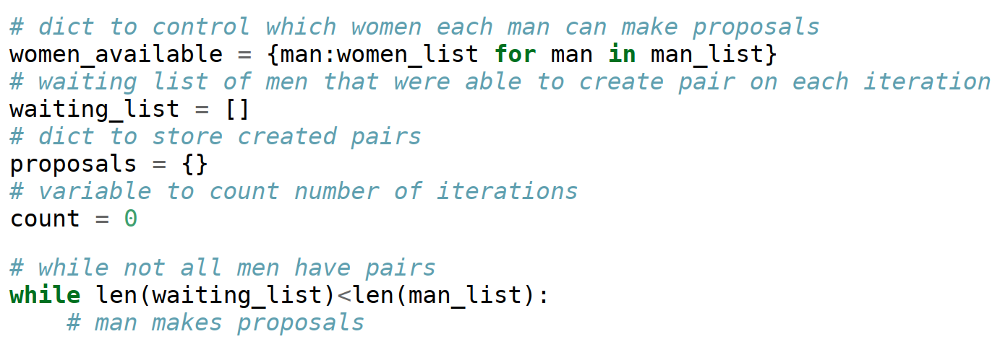 # dict to control which women each man can make proposals
women_available = {man:women_list for man in man_list}
# waiting list of men that were able to create pair on each iteration
waiting_list = []
# dict to store created pairs
proposals = {}
# variable to count number of iterations
count = 0
# while not all men have pairs
while len(waiting_list)<len(man_list):
    # man makes proposals